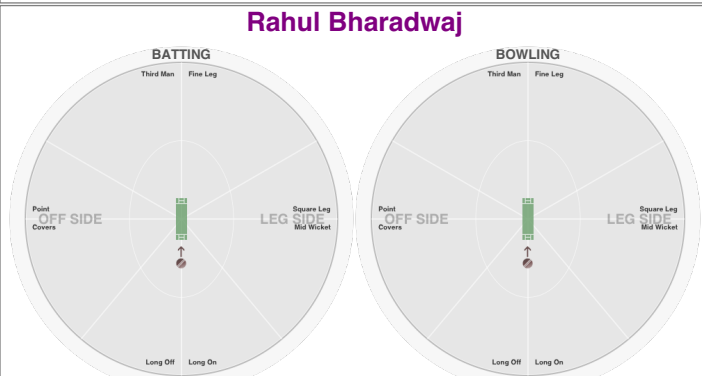 Rahul Bharadwaj
BATTING
Third Man Fine Leg
Point
OFF SIDE
Covers
Square Leg
LEG SIDE
Mid Wicket
Long Off Long On
BOWLING
Third Man Fine Leg
Point
OFF SIDE
Covers
Square Leg
LEG SIDE
Mid Wicket
Long Off Long On